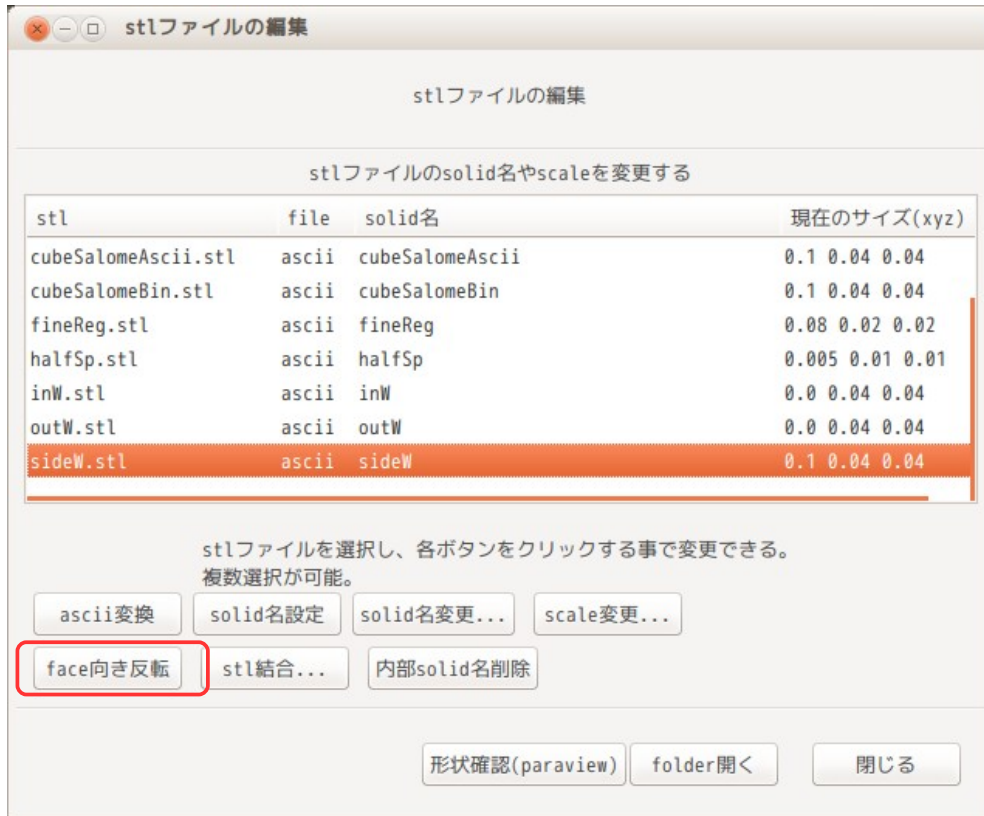 stlファイルの編集
stlファイルの編集
stlファイルのsolid名やscaleを変更する
stl file solid名 現在のサイズ(xyz)
cubeSalomeAscii.stl ascii cubeSalomeAscii 0.1 0.04 0.04
cubeSalomeBin.stl ascii cubeSalomeBin 0.1 0.04 0.04
fineReg.stl ascii fineReg 0.08 0.02 0.02
halfSp.stl ascii halfSp 0.005 0.01 0.01
inW.stl ascii inW 0.0 0.04 0.04
outW.stl ascii outW 0.0 0.04 0.04
sideW.stl ascii sideW 0.1 0.04 0.04
stlファイルを選択し、各ボタンをクリックする事で変更できる。
複数選択が可能。
ascii変換 solid名設定 solid名変更... scale変更...
face向き反転 stl結合... 内部solid名削除
形状確認(paraview) folder開く 閉じる